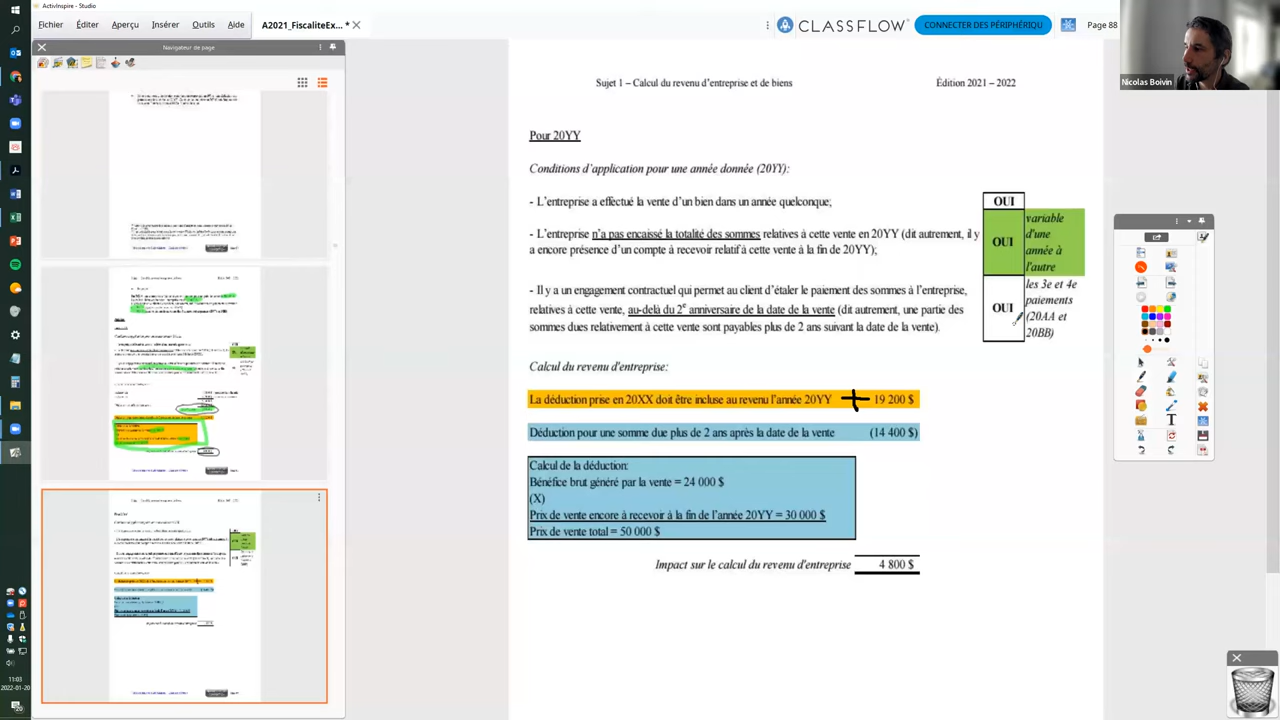 ActivInspire - Studio
Fichier Éditer Aperçu Insérer Outils Aide A2021_FiscaliteEx... *
CLASSFLOW
CONNECTER DES PÉRIPHÉRIQU
Page 88
Nicolas Boivin
Navigateur de page
Sujet 1 – Calcul du revenu d'entreprise et de biens
Édition 2021 – 2022
Pour 20YY
Conditions d'application pour une année donnée (20YY):
- L'entreprise a effectué la vente d'un bien dans un année quelconque;
OUI
- L'entreprise n'a pas encaissé la totalité des sommes relatives à cette vente en 20YY (dit autrement, il y
a encore présence d'un compte à recevoir relatif à cette vente à la fin de 20YY);
OUI
variable
d'une
année à
l'autre
- Il y a un engagement contractuel qui permet au client d'étaler le paiement des sommes à l'entreprise,
relatives à cette vente, au-delà du 2e anniversaire de la date de la vente (dit autrement, une partie des
sommes dues relativement à cette vente sont payables plus de 2 ans suivant la date de la vente).
OUI
les 3e et 4e
paiements
(20AA et
20BB)
Calcul du revenu d'entreprise:
La déduction prise en 20XX doit être incluse au revenu l'année 20YY + 19 200 $
Déduction pour une somme due plus de 2 ans après la date de la vente (14 400 $)
Calcul de la déduction:
Bénéfice brut généré par la vente = 24 000 $
(X)
Prix de vente encore à recevoir à la fin de l'année 20YY = 30 000 $
Prix de vente total = 50 000 $
Impact sur le calcul du revenu d'entreprise 4 800 $
11:03
2022-01-20